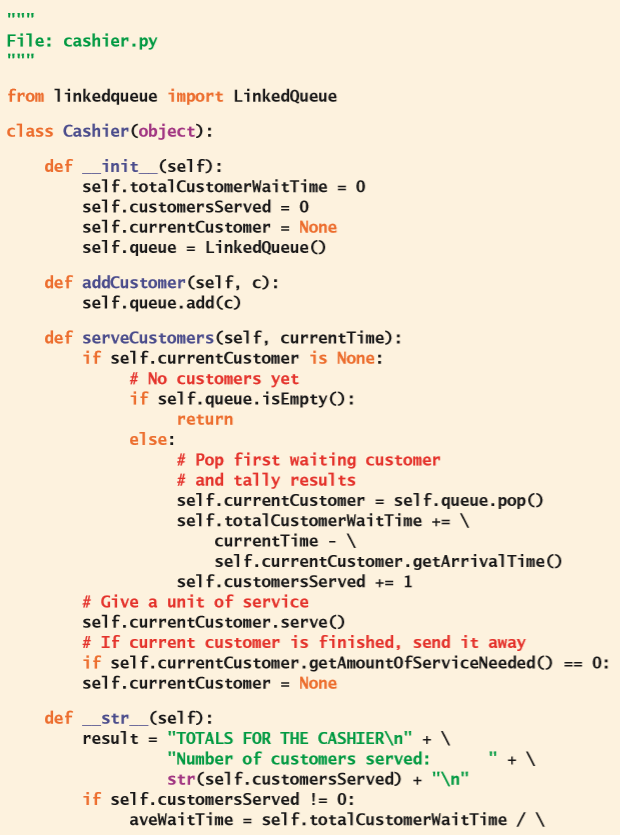 """
File: cashier.py
"""
from linkedqueue import LinkedQueue
class Cashier(object):
    def __init__(self):
        self.totalCustomerWaitTime = 0
        self.customersServed = 0
        self.currentCustomer = None
        self.queue = LinkedQueue()
    def addCustomer(self, c):
        self.queue.add(c)
    def serveCustomers(self, currentTime):
        if self.currentCustomer is None:
             # No customers yet
             if self.queue.isEmpty():
                  return
             else:
                  # Pop first waiting customer
                  # and tally results
                  self.currentCustomer = self.queue.pop()
                  self.totalCustomerWaitTime += \
                      currentTime - \
                      self.currentCustomer.getArrivalTime()
                  self.customersServed += 1
        # Give a unit of service
        self.currentCustomer.serve()
        # If current customer is finished, send it away
        if self.currentCustomer.getAmountOfServiceNeeded() == 0:
        self.currentCustomer = None
    def __str__(self):
        result = "TOTALS FOR THE CASHIER\n" + \
                 "Number of customers served:      " + \
                 str(self.customersServed) + "\n"
        if self.customersServed != 0:
             aveWaitTime = self.totalCustomerWaitTime / \